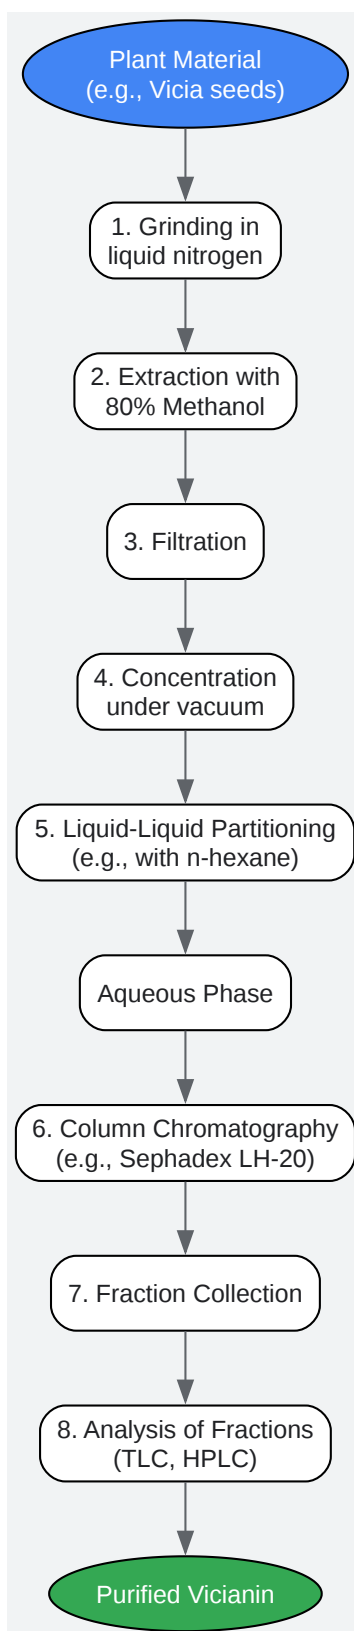 Plant Material
(e.g., Vicia seeds)
1. Grinding in
liquid nitrogen
2. Extraction with
80% Methanol
3. Filtration
4. Concentration
under vacuum
5. Liquid-Liquid Partitioning
(e.g., with n-hexane)
Aqueous Phase
6. Column Chromatography
(e.g., Sephadex LH-20)
7. Fraction Collection
8. Analysis of Fractions
(TLC, HPLC)
Purified Vicianin